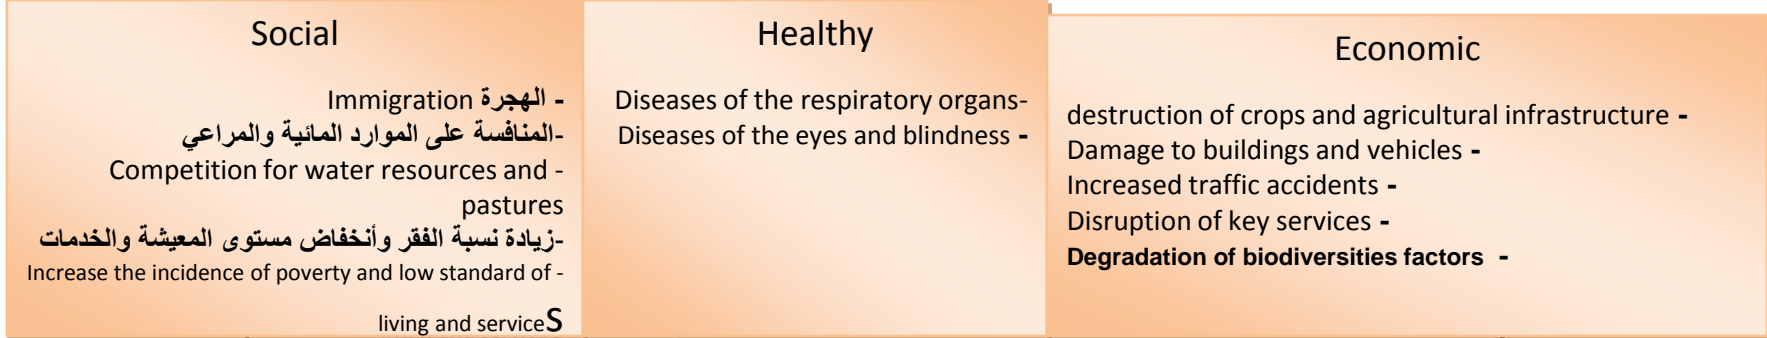 Social
- الهجرة Immigration
-المنافسة على الموارد المائية والمراعي
Competition for water resources and -
pastures
-زيادة نسبة الفقر وأنخفاض مستوى المعيشة والخدمات
Increase the incidence of poverty and low standard of -
living and serviceS
Healthy
Diseases of the respiratory organs-
Diseases of the eyes and blindness -
Economic
destruction of crops and agricultural infrastructure -
Damage to buildings and vehicles -
Increased traffic accidents -
Disruption of key services -
Degradation of biodiversities factors -